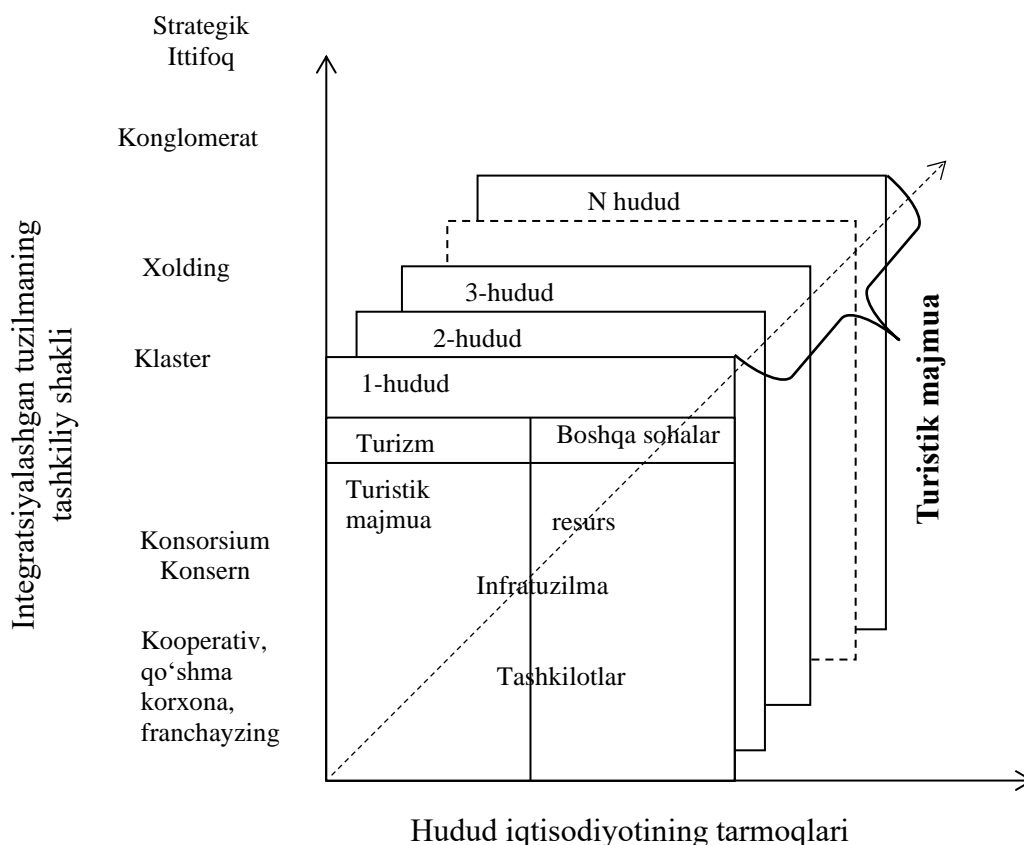 Strategik
Ittifoq
Konglomerat
Xolding
Klaster
Konsorsium
Konsern
Kooperativ,
qo‘shma
korxona,
franchayzing
Integratsiyalashgan tuzilmaning
tashkiliy shakli
N hudud
3-hudud
2-hudud
1-hudud
Turizm
Boshqa sohalar
Turistik
majmua
resurs
Infratuzilma
Tashkilotlar
Turistik majmua
Hudud iqtisodiyotining tarmoqlari